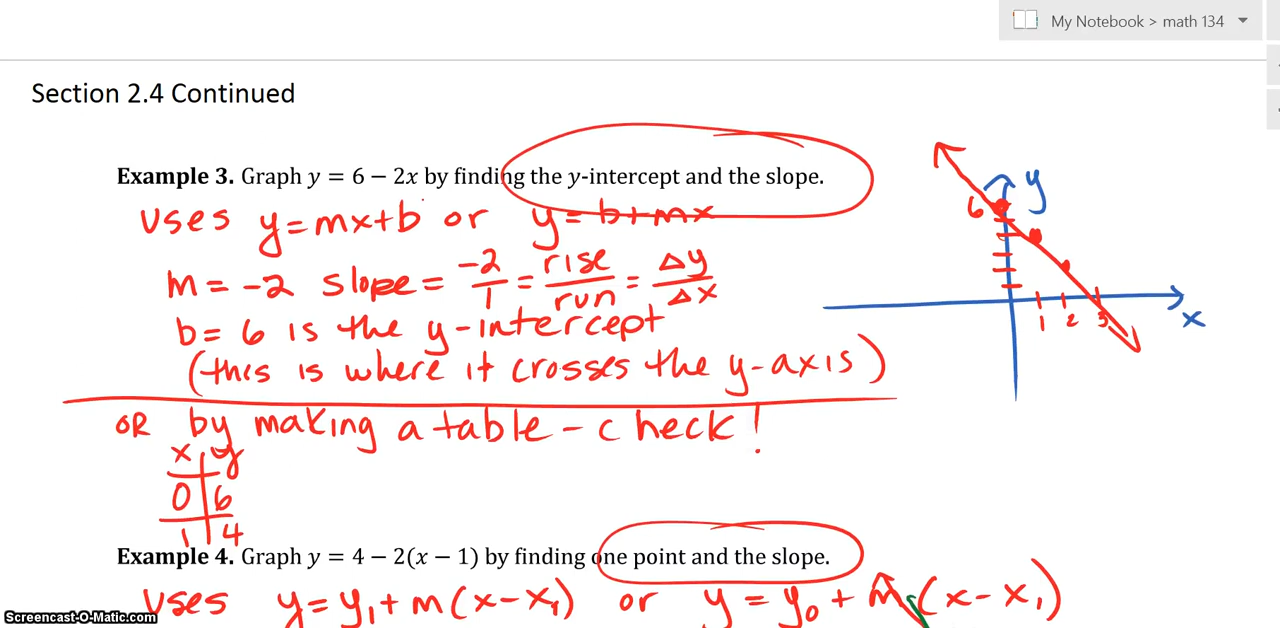 My Notebook > math 134
Section 2.4 Continued
Example 3. Graph y = 6 − 2x by finding the y-intercept and the slope.
uses y=mx+b or y=b+mx
m = -2 slope = -2/1 = rise/run = Δy/Δx
b= 6 is the y-intercept
(this is where it crosses the y-axis)
OR by making a table - check!
x y
0 6
1 4
y
6
1 2 3
x
Example 4. Graph y = 4 − 2(x − 1) by finding one point and the slope.
uses y=y₁+m(x-x₁) or y=y₀+m(x-x₁)
Screencast-O-Matic.com